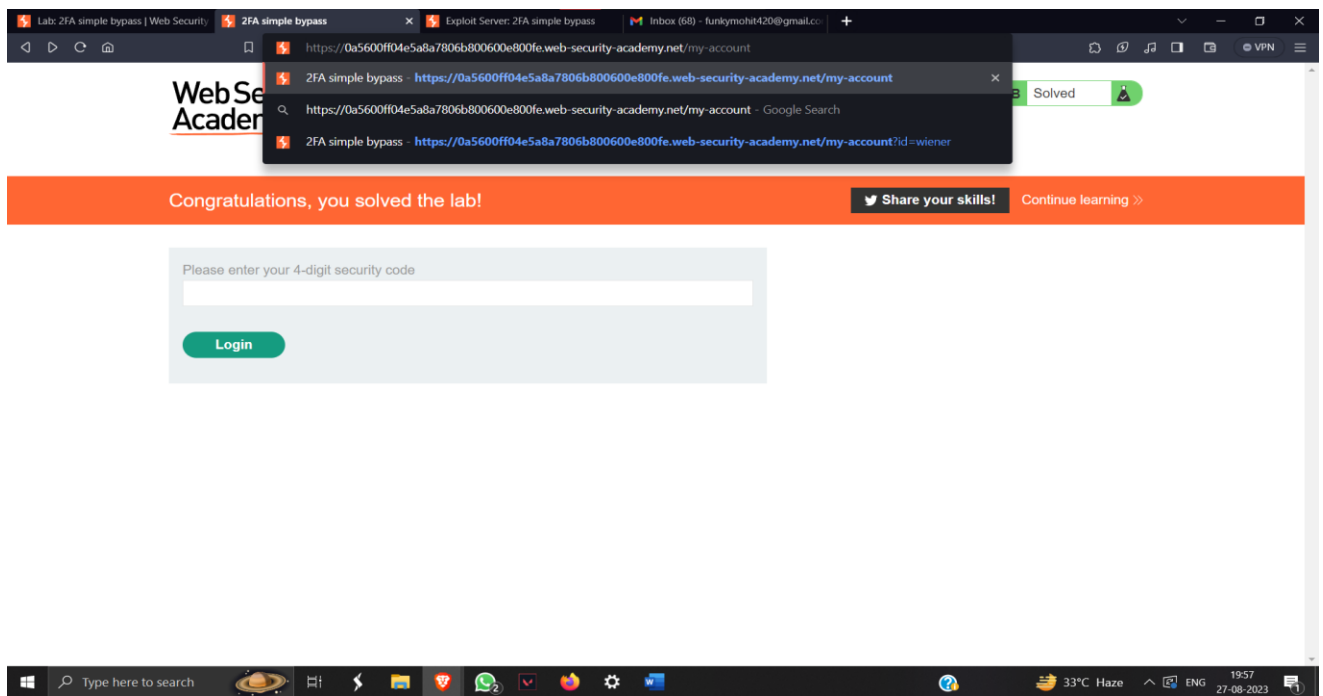 Lab: 2FA simple bypass | Web Security
2FA simple bypass
Exploit Server: 2FA simple bypass
Inbox (68) - funkymohit420@gmail.co
https://0a5600ff04e5a8a7806b800600e800fe.web-security-academy.net/my-account
VPN
2FA simple bypass - https://0a5600ff04e5a8a7806b800600e800fe.web-security-academy.net/my-account
https://0a5600ff04e5a8a7806b800600e800fe.web-security-academy.net/my-account - Google Search
2FA simple bypass - https://0a5600ff04e5a8a7806b800600e800fe.web-security-academy.net/my-account?id=wiener
Web Se
Acader
B Solved
Congratulations, you solved the lab!
Share your skills!
Continue learning »
Please enter your 4-digit security code
Login
Type here to search
2
33°C Haze
ENG
19:57
27-08-2023
1